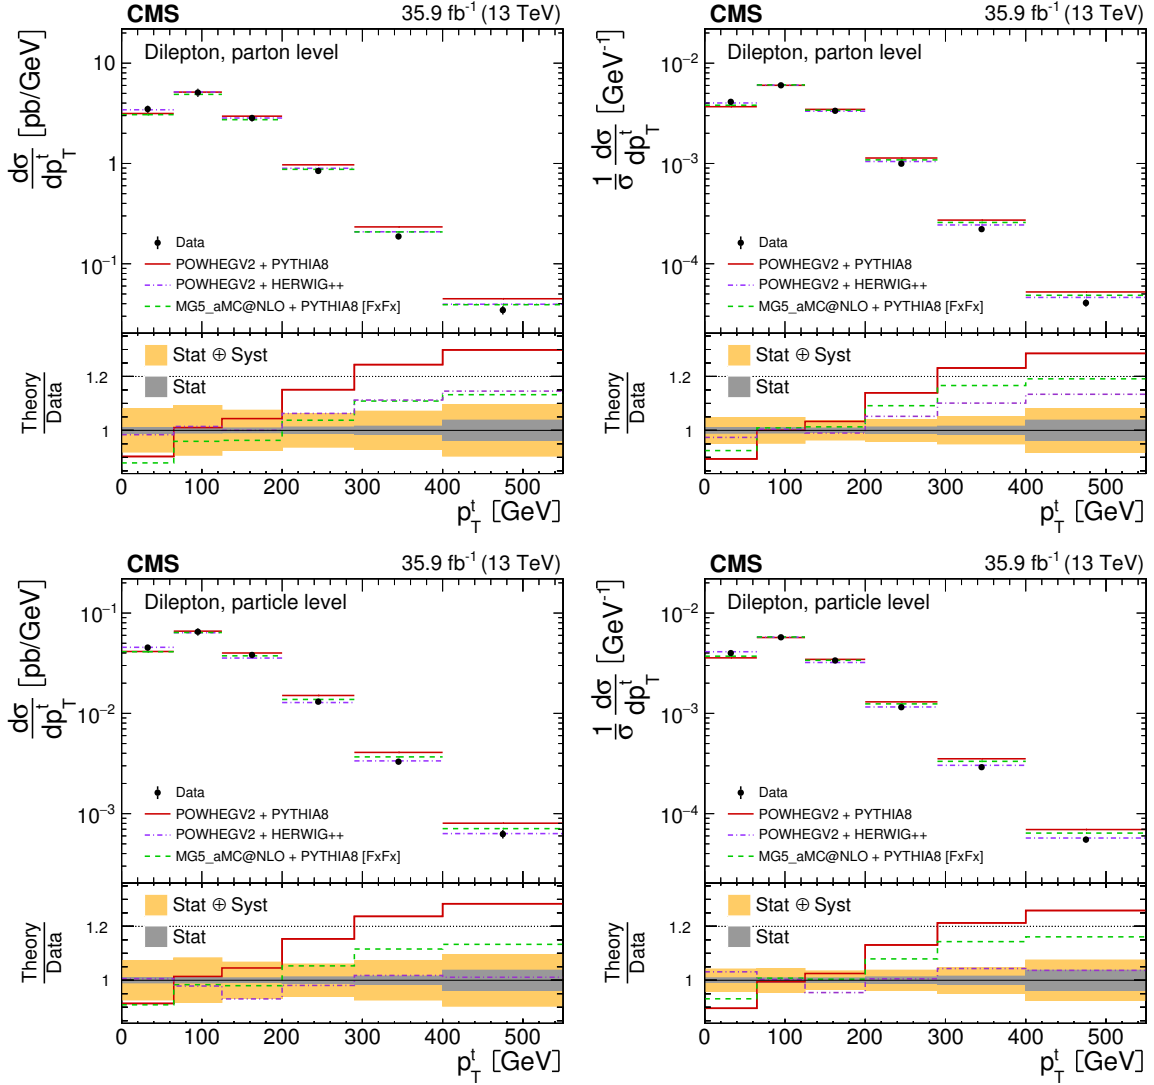 CMS 35.9 fb⁻¹ (13 TeV)
dσ/dp_T^t [pb/GeV]
Dilepton, parton level
10
1
10⁻¹
Data
POWHEGV2 + PYTHIA8
POWHEGV2 + HERWIG++
MG5_aMC@NLO + PYTHIA8 [FxFx]
Theory/Data
Stat ⊕ Syst
Stat
1.2
1
0 100 200 300 400 500
p_T^t [GeV]
CMS 35.9 fb⁻¹ (13 TeV)
1/σ dσ/dp_T^t [GeV⁻¹]
Dilepton, parton level
10⁻²
10⁻³
10⁻⁴
Data
POWHEGV2 + PYTHIA8
POWHEGV2 + HERWIG++
MG5_aMC@NLO + PYTHIA8 [FxFx]
Theory/Data
Stat ⊕ Syst
Stat
1.2
1
0 100 200 300 400 500
p_T^t [GeV]
CMS 35.9 fb⁻¹ (13 TeV)
dσ/dp_T^t [pb/GeV]
Dilepton, particle level
10⁻¹
10⁻²
10⁻³
Data
POWHEGV2 + PYTHIA8
POWHEGV2 + HERWIG++
MG5_aMC@NLO + PYTHIA8 [FxFx]
Theory/Data
Stat ⊕ Syst
Stat
1.2
1
0 100 200 300 400 500
p_T^t [GeV]
CMS 35.9 fb⁻¹ (13 TeV)
1/σ dσ/dp_T^t [GeV⁻¹]
Dilepton, particle level
10⁻²
10⁻³
10⁻⁴
Data
POWHEGV2 + PYTHIA8
POWHEGV2 + HERWIG++
MG5_aMC@NLO + PYTHIA8 [FxFx]
Theory/Data
Stat ⊕ Syst
Stat
1.2
1
0 100 200 300 400 500
p_T^t [GeV]